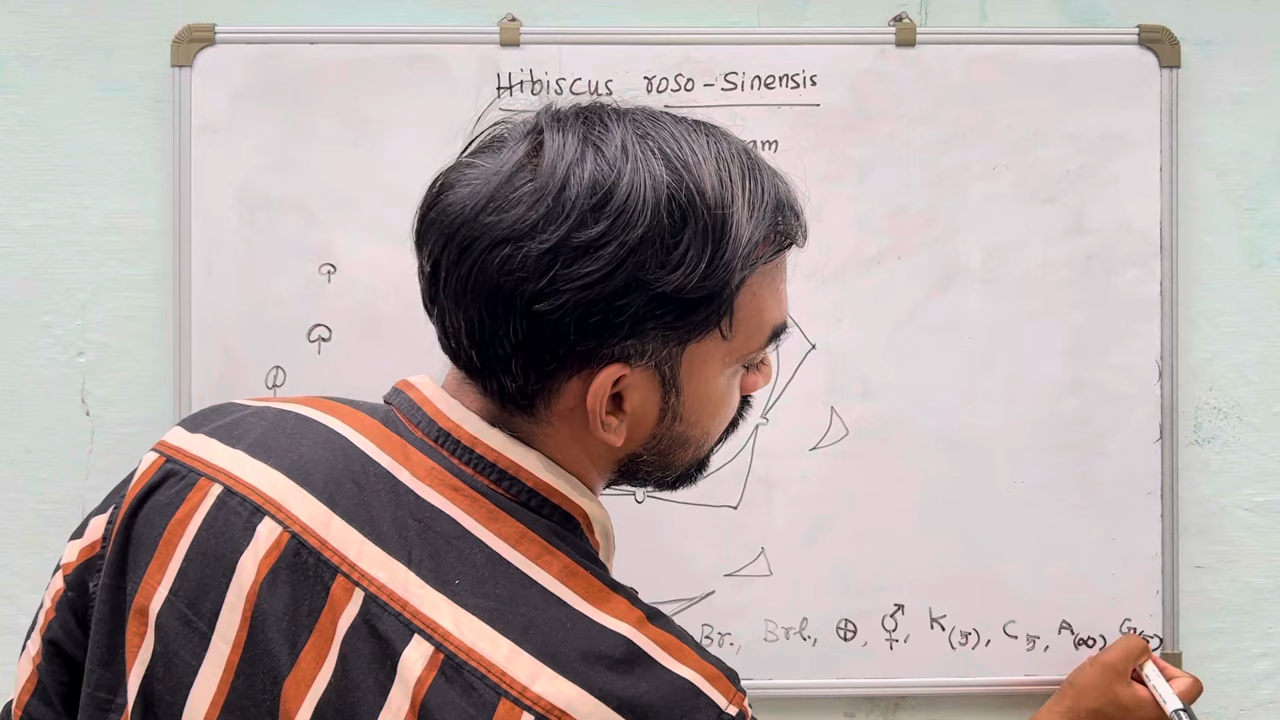 Hibiscus roso-Sinensis
Br., Brl., ⊕, ⚥, K(5), C5, A(∞) G(5)